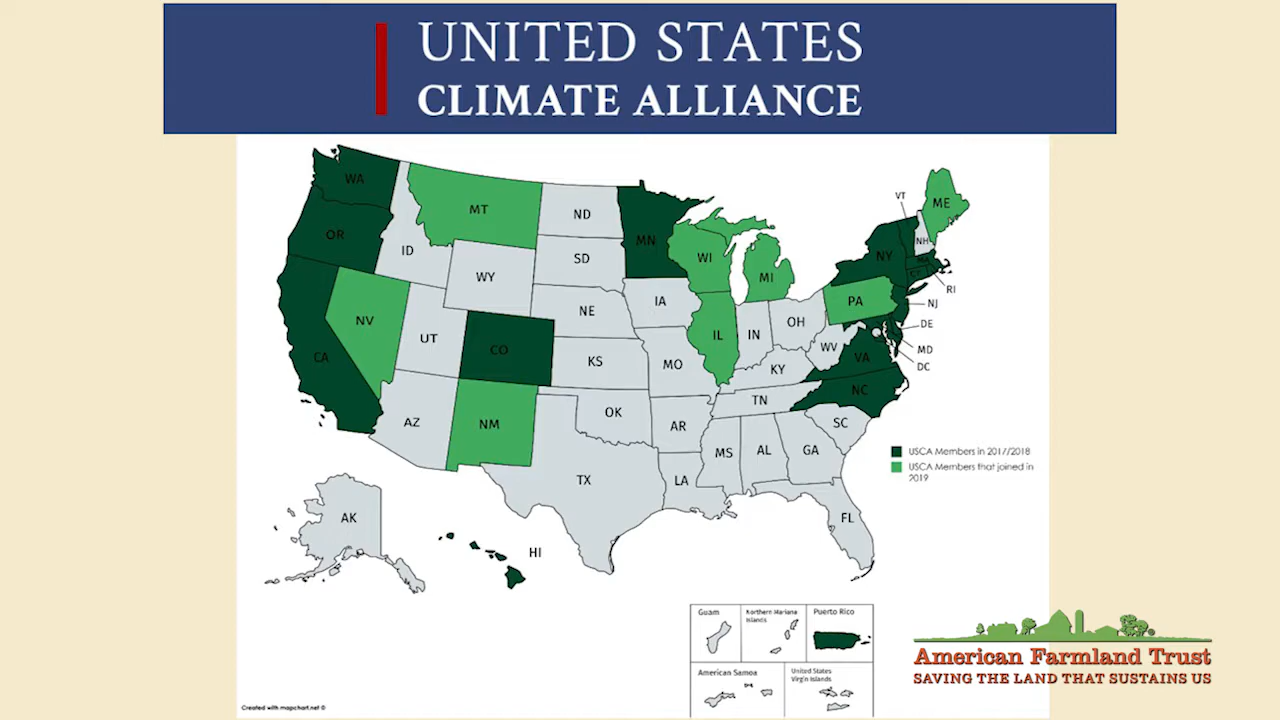 UNITED STATES
CLIMATE ALLIANCE
WA
MT
ND
MN
VT
ME
OR
ID
SD
WI
NY
NH
MA
WY
MI
CT
RI
NV
NE
IA
PA
NJ
UT
CO
IL
IN
OH
DE
CA
KS
MO
WV
VA
MD
KY
DC
NC
AZ
NM
OK
TN
AR
SC
MS
AL
GA
TX
LA
USCA Members in 2017//2018
USCA Members that joined in
2019
AK
HI
FL
Guam
Northern Mariana
Islands
Puerto Rico
American Samoa
United States
Virgin Islands
American Farmland Trust
SAVING THE LAND THAT SUSTAINS US
Created with mapchart.net ©